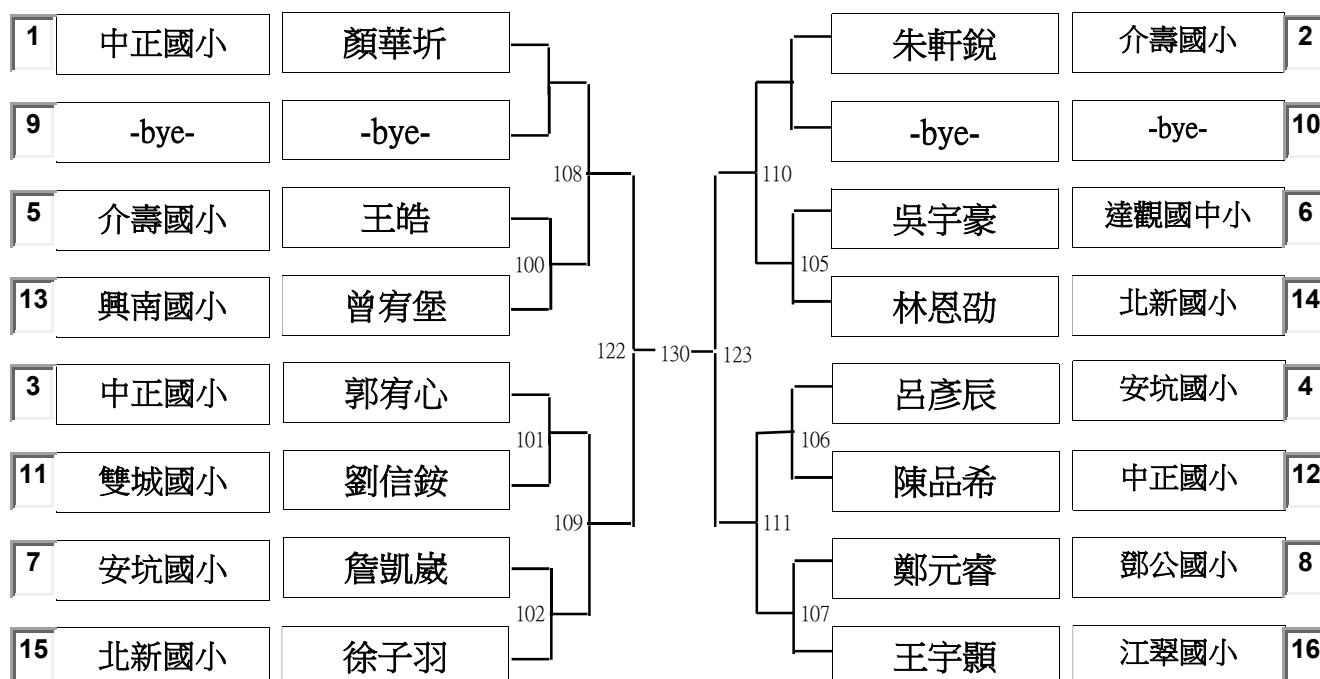 1 中正國小 顏華圻 朱軒銳 介壽國小 2
9 -bye- -bye- -bye- -bye- 10
108 110
5 介壽國小 王皓 吳宇豪 達觀國中小 6
100 105
13 興南國小 曾宥堡 林恩劭 北新國小 14
122 130 123
3 中正國小 郭宥心 呂彥辰 安坑國小 4
101 106
11 雙城國小 劉信銨 陳品希 中正國小 12
109 111
7 安坑國小 詹凱崴 鄭元睿 鄧公國小 8
102 107
15 北新國小 徐子羽 王宇顥 江翠國小 16